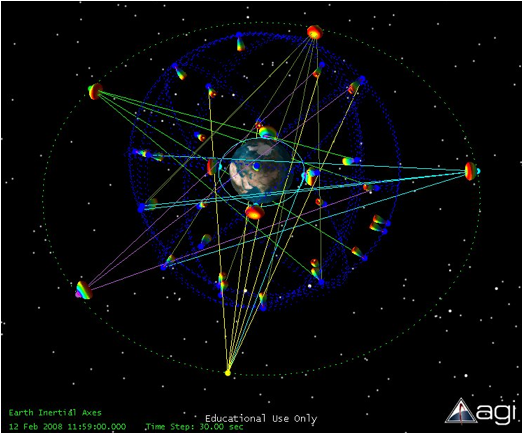 Earth Inertial Axes
12 Feb 2008 11:59:00.000 Time Step: 30.00 sec
Educational Use Only
agi